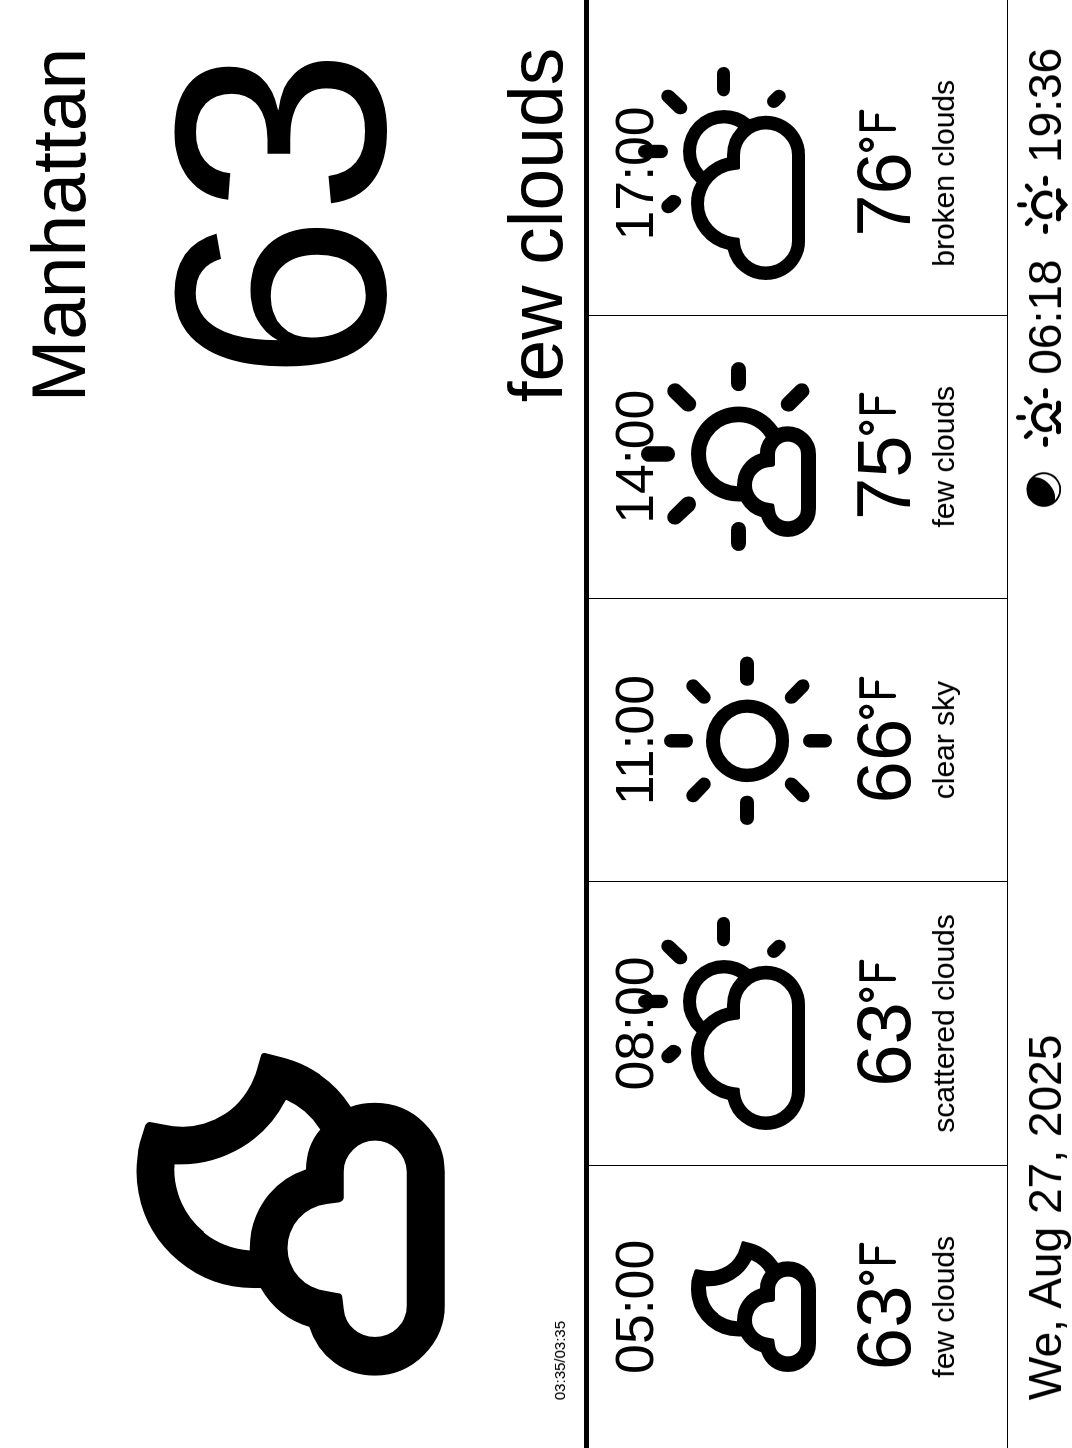 Manhattan
63
few clouds
03:35/03:35
05:00
63°F
few clouds
08:00
63°F
scattered clouds
11:00
66°F
clear sky
14:00
75°F
few clouds
17:00
76°F
broken clouds
We, Aug 27, 2025
06:18
19:36